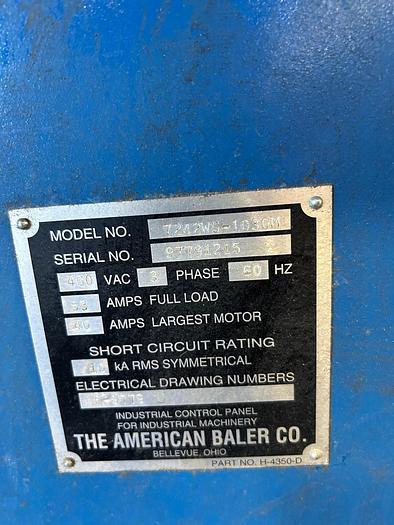 MODEL NO.
SERIAL NO.
VAC 3 PHASE 60 HZ
AMPS FULL LOAD
AMPS LARGEST MOTOR
SHORT CIRCUIT RATING
kA RMS SYMMETRICAL
ELECTRICAL DRAWING NUMBERS
INDUSTRIAL CONTROL PANEL
FOR INDUSTRIAL MACHINERY
THE AMERICAN BALER CO.
BELLEVUE, OHIO
PART NO. H-4350-D